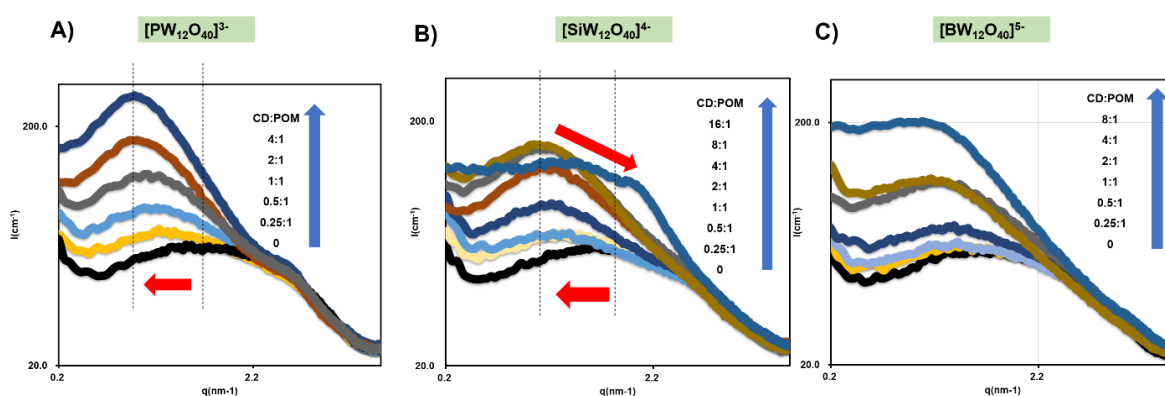 A)
[PW12O40]3-
I(cm-1)
200.0
20.0
0.2
2.2
q(nm-1)
CD:POM
4:1
2:1
1:1
0.5:1
0.25:1
0
B)
[SiW12O40]4-
I(cm-1)
200.0
20.0
0.2
2.2
q(nm-1)
CD:POM
16:1
8:1
4:1
2:1
1:1
0.5:1
0.25:1
0
C)
[BW12O40]5-
I(cm-1)
200.0
20.0
0.2
2.2
q(nm-1)
CD:POM
8:1
4:1
2:1
1:1
0.5:1
0.25:1
0